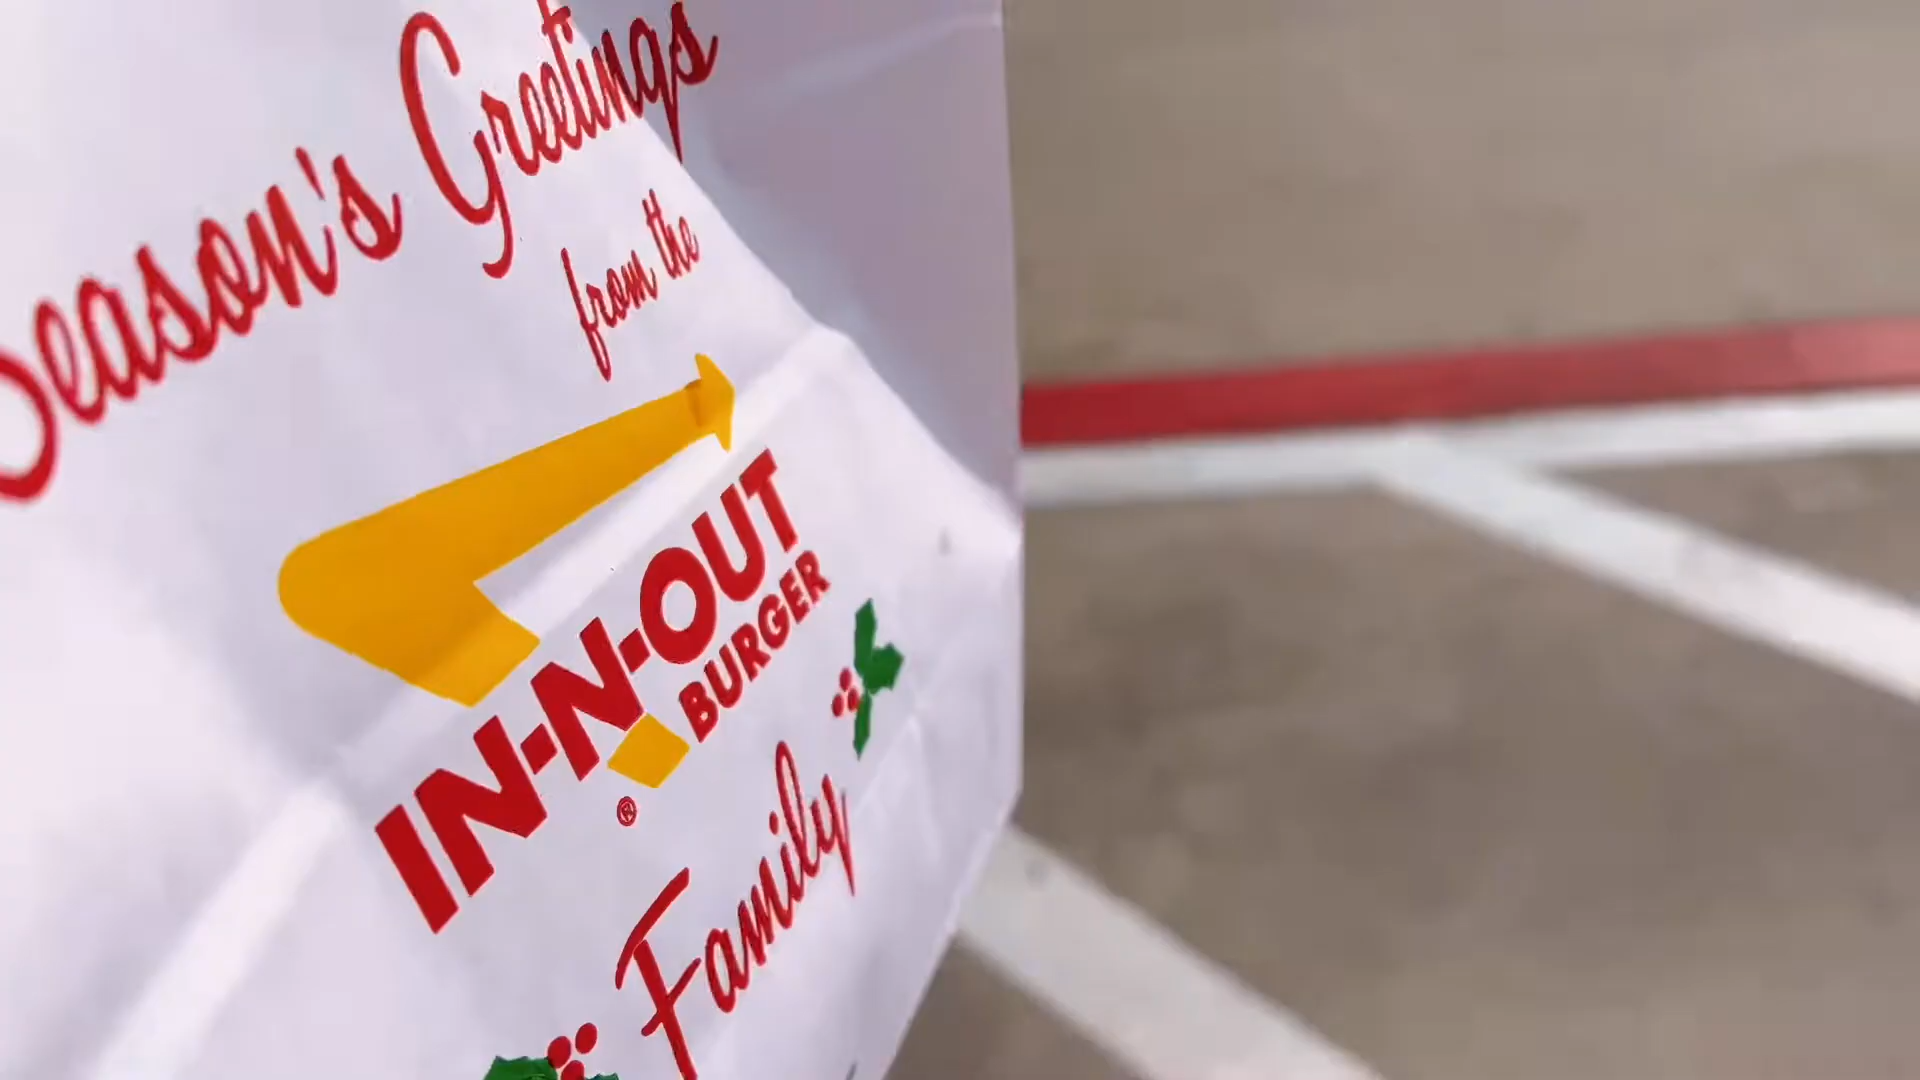 Season's Greetings
from the
IN-N-OUT
BURGER
®
Family